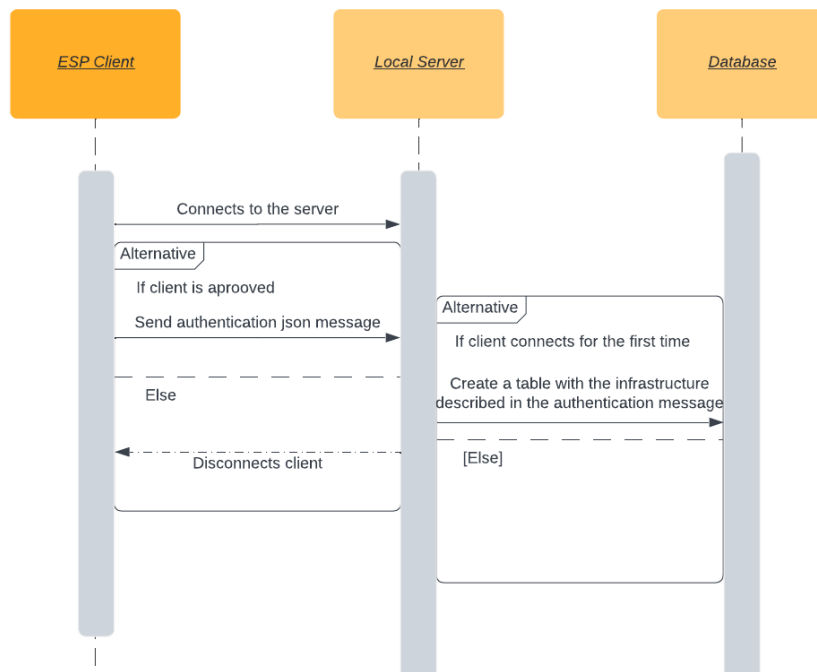 ESP Client
Local Server
Database
Connects to the server
Alternative
If client is aprooved
Send authentication json message
Else
Disconnects client
Alternative
If client connects for the first time
Create a table with the infrastructure
described in the authentication message
[Else]